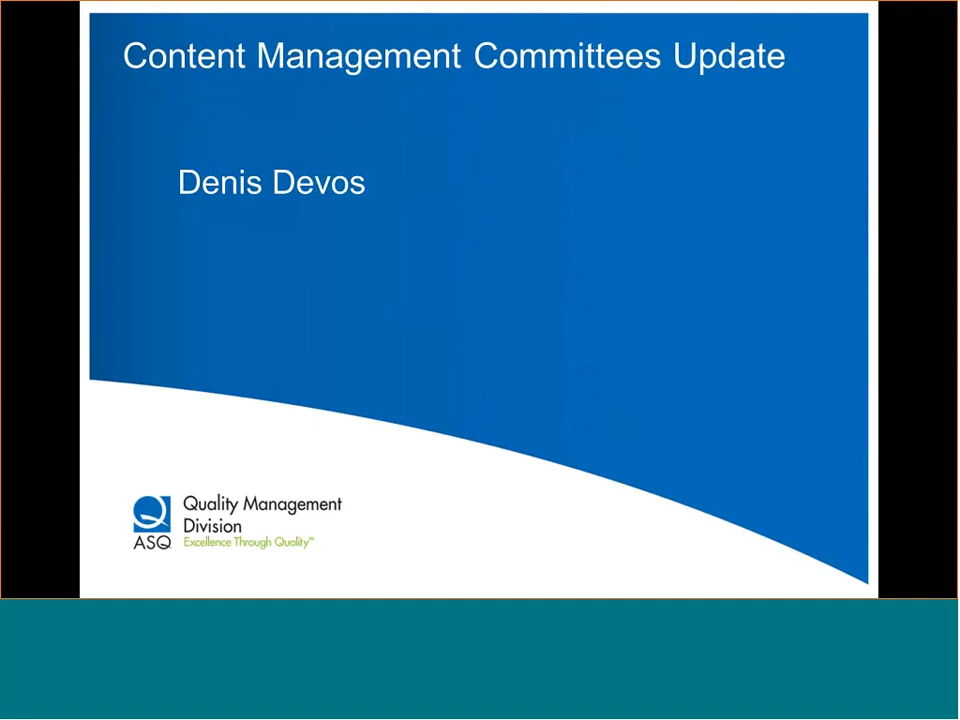 Content Management Committees Update
Denis Devos
Quality Management
Division
ASQ
Excellence Through Quality™